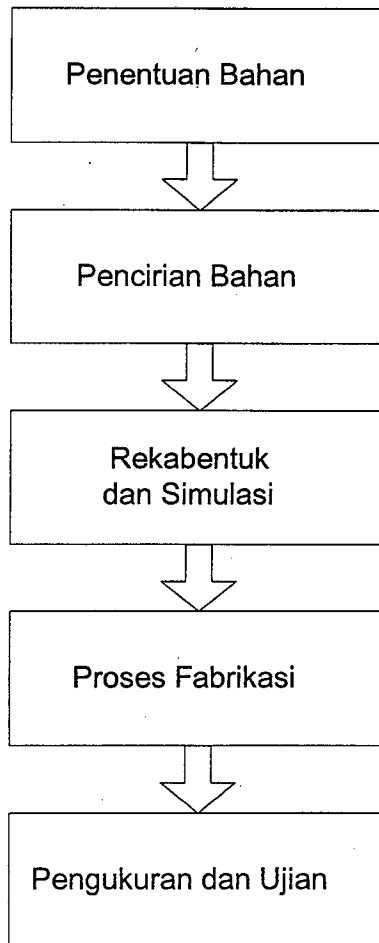 Penentuan Bahan
Pencirian Bahan
Rekabentuk
dan Simulasi
Proses Fabrikasi
Pengukuran dan Ujian